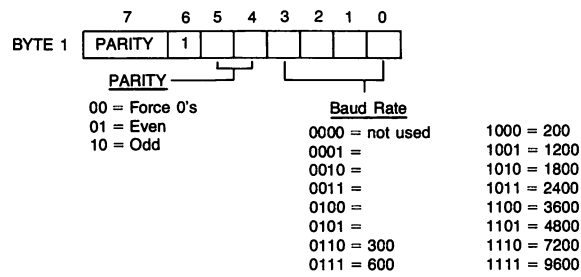 7 6 5 4 3 2 1 0
BYTE 1 PARITY 1
PARITY
00 = Force 0's
01 = Even
10 = Odd
Baud Rate
0000 = not used
0001 =
0010 =
0011 =
0100 =
0101 =
0110 = 300
0111 = 600
1000 = 200
1001 = 1200
1010 = 1800
1011 = 2400
1100 = 3600
1101 = 4800
1110 = 7200
1111 = 9600